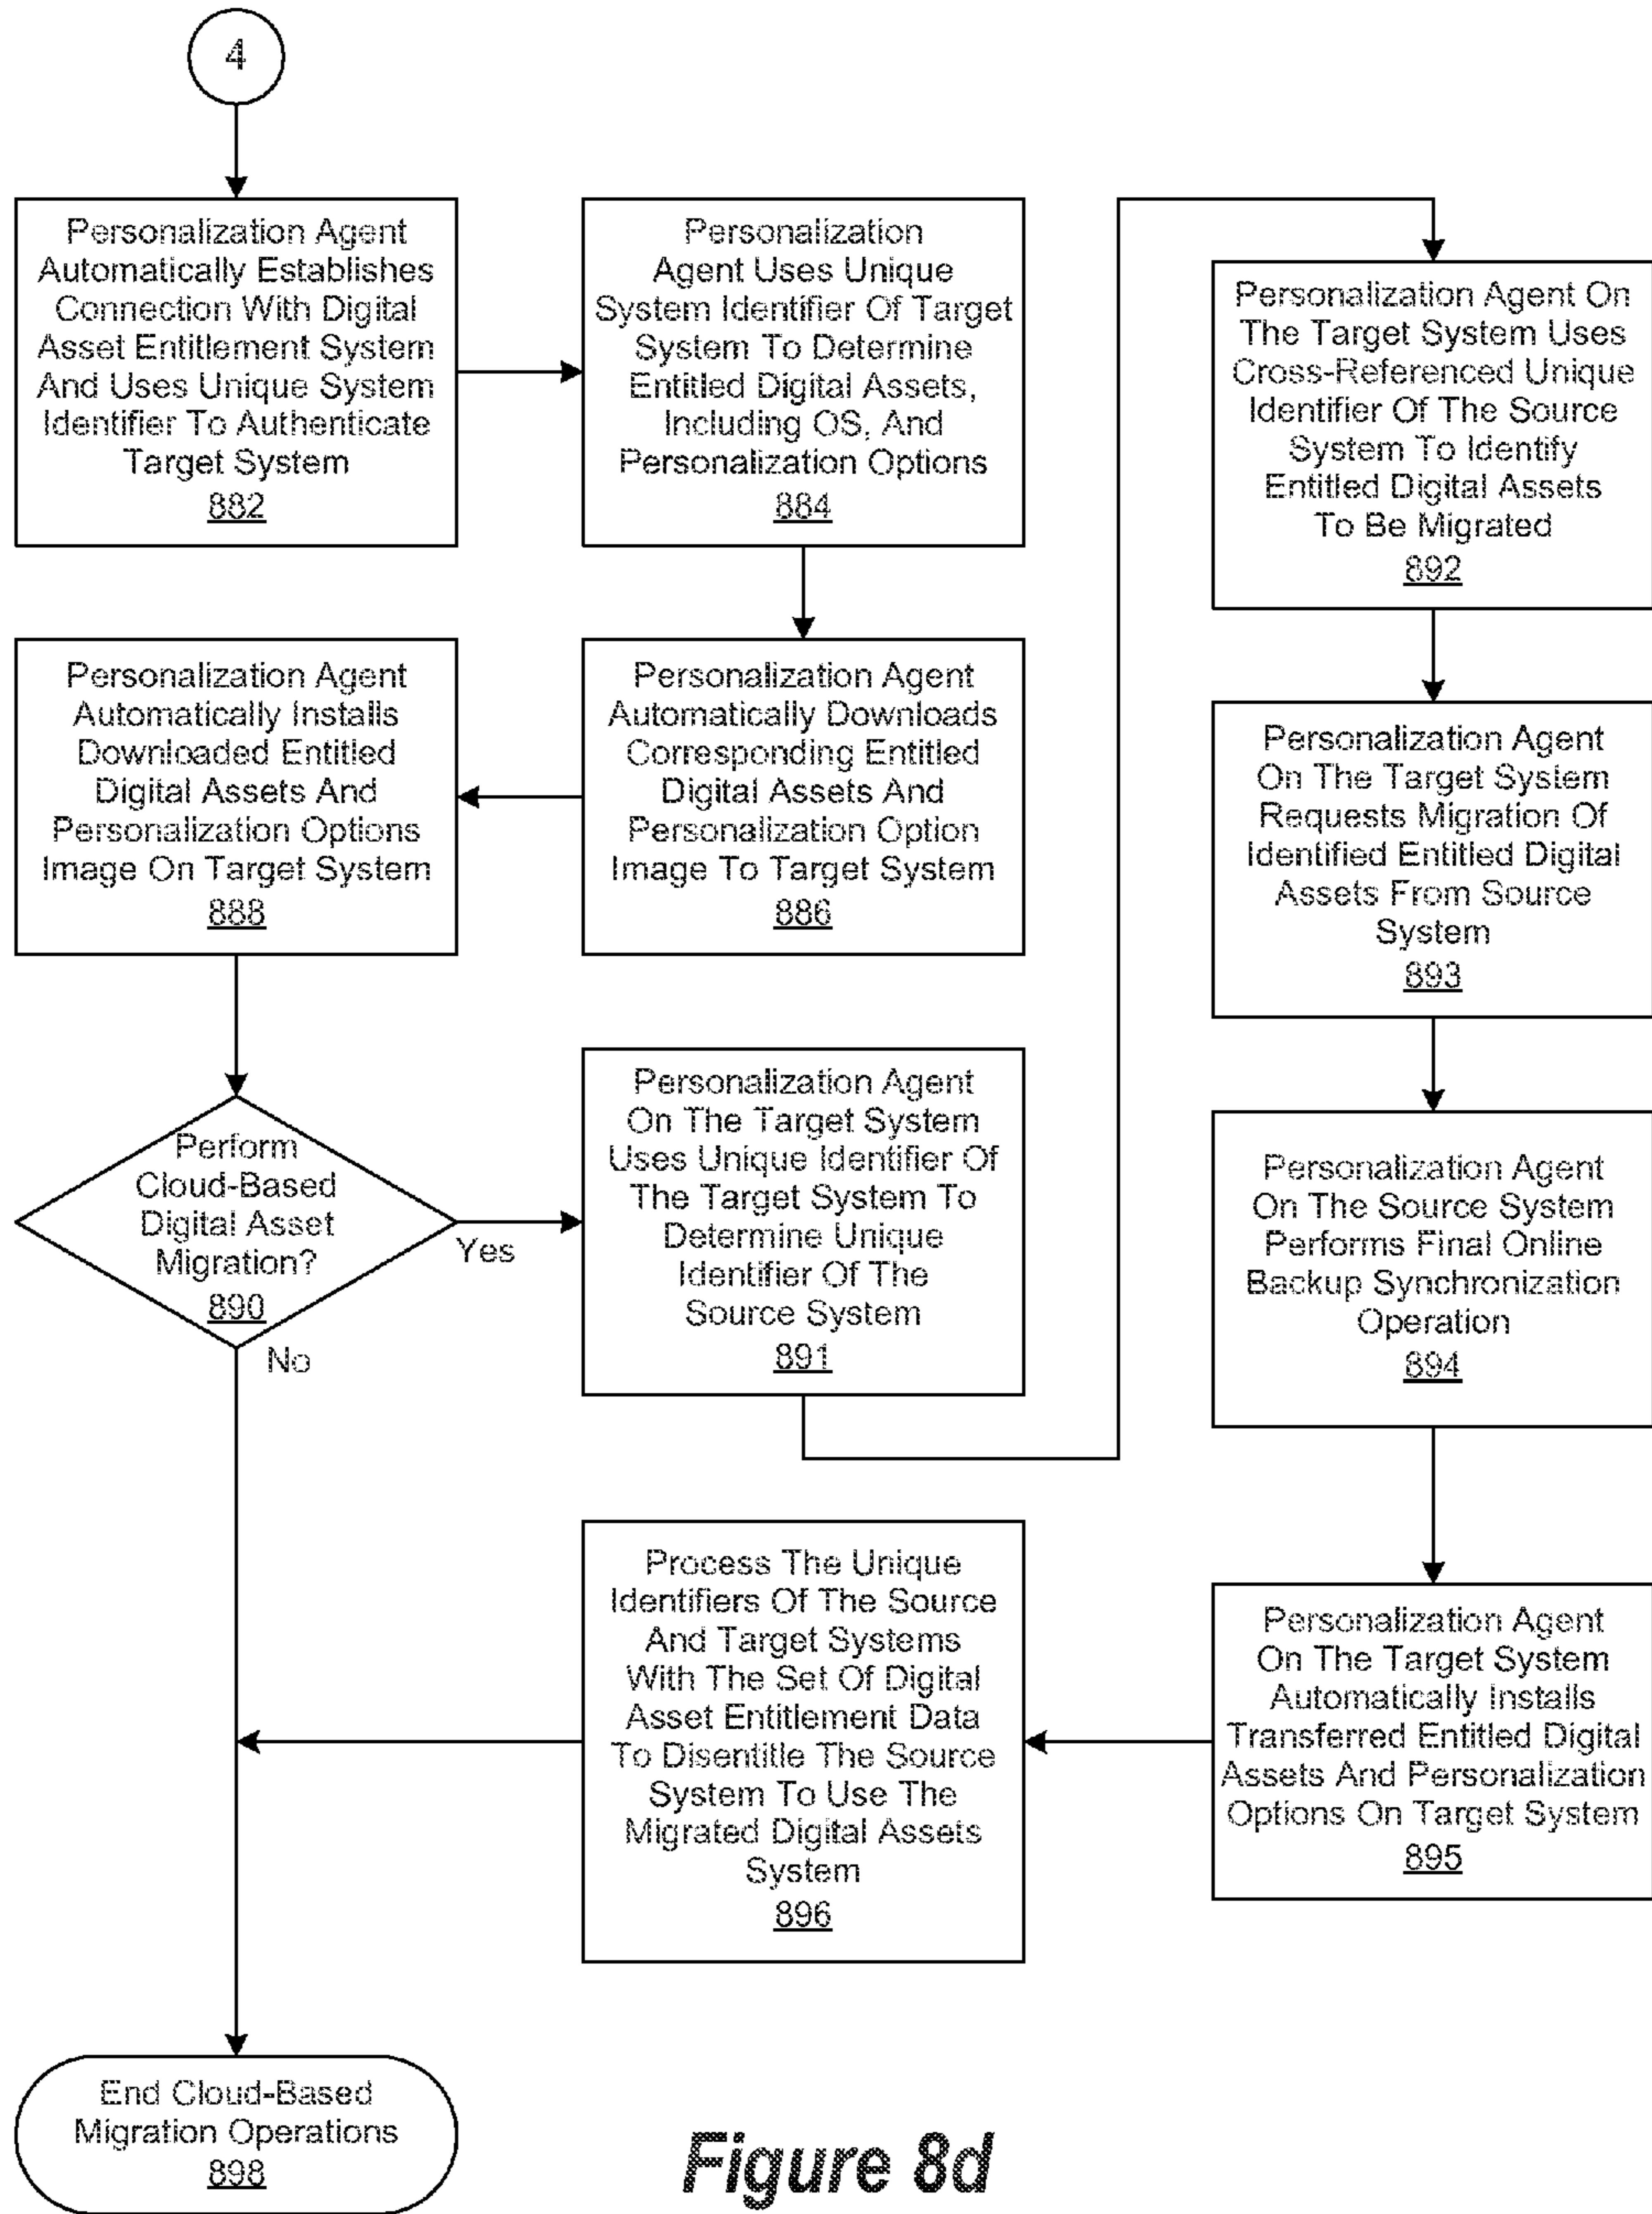 4
Personalization Agent
Automatically Establishes
Connection With Digital
Asset Entitlement System
And Uses Unique System
Identifier To Authenticate
Target System
882
Personalization
Agent Uses Unique
System Identifier Of Target
System To Determine
Entitled Digital Assets,
Including OS, And
Personalization Options
884
Personalization Agent
Automatically Downloads
Corresponding Entitled
Digital Assets And
Personalization Option
Image To Target System
886
Personalization Agent
Automatically Installs
Downloaded Entitled
Digital Assets And
Personalization Options
Image On Target System
888
Perform
Cloud-Based
Digital Asset
Migration?
890
Yes
No
Personalization Agent
On The Target System
Uses Unique Identifier Of
The Target System To
Determine Unique
Identifier Of The
Source System
891
Personalization Agent On
The Target System Uses
Cross-Referenced Unique
Identifier Of The Source
System To Identify
Entitled Digital Assets
To Be Migrated
892
Personalization Agent
On The Target System
Requests Migration Of
Identified Entitled Digital
Assets From Source
System
893
Personalization Agent
On The Source System
Performs Final Online
Backup Synchronization
Operation
894
Personalization Agent
On The Target System
Automatically Installs
Transferred Entitled Digital
Assets And Personalization
Options On Target System
895
Process The Unique
Identifiers Of The Source
And Target Systems
With The Set Of Digital
Asset Entitlement Data
To Disentitle The Source
System To Use The
Migrated Digital Assets
System
896
End Cloud-Based
Migration Operations
898
Figure 8d